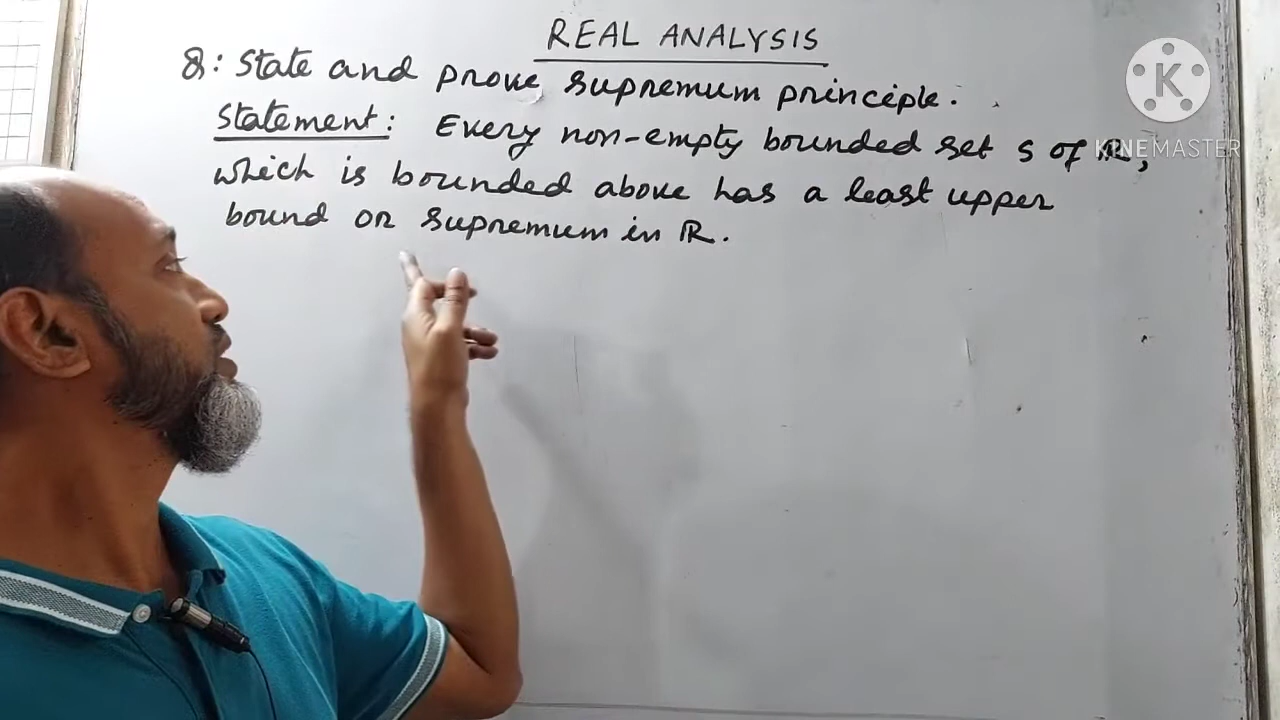 REAL ANALYSIS
Q: State and prove supremum principle.
Statement: Every non-empty bounded set S of ℝ,
which is bounded above has a least upper
bound or supremum in ℝ.
K
KINEMASTER